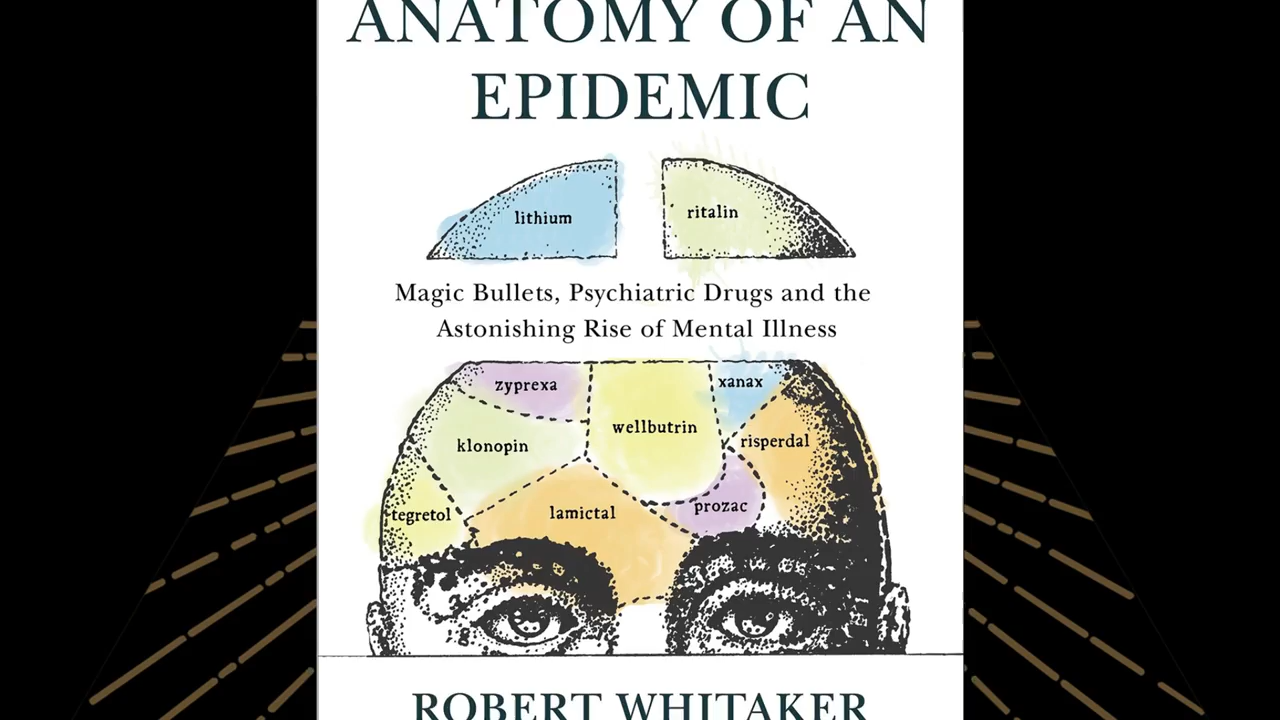 ANATOMY OF AN
EPIDEMIC
lithium
ritalin
Magic Bullets, Psychiatric Drugs and the
Astonishing Rise of Mental Illness
zyprexa
xanax
klonopin
wellbutrin
risperdal
tegretol
lamictal
prozac
ROBERT WHITAKER